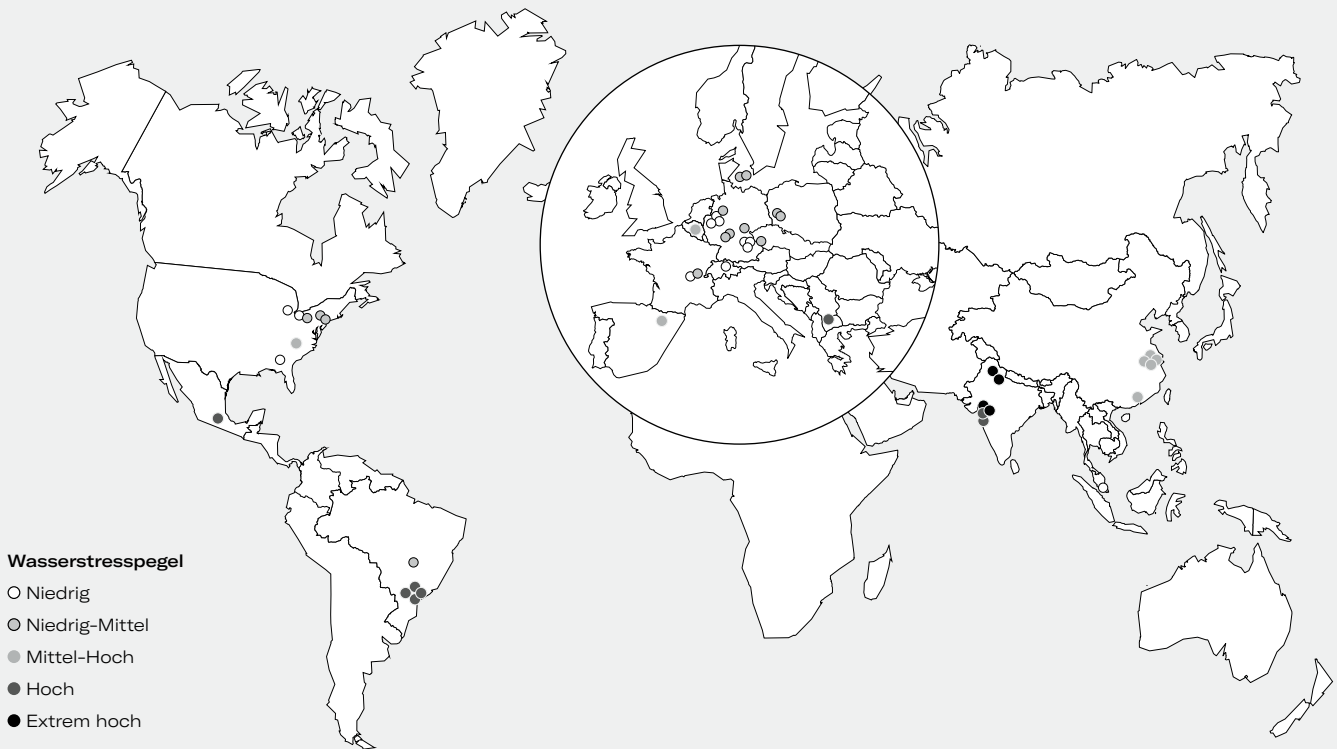 Wasserstresspegel
Niedrig
Niedrig-Mittel
Mittel-Hoch
Hoch
Extrem hoch